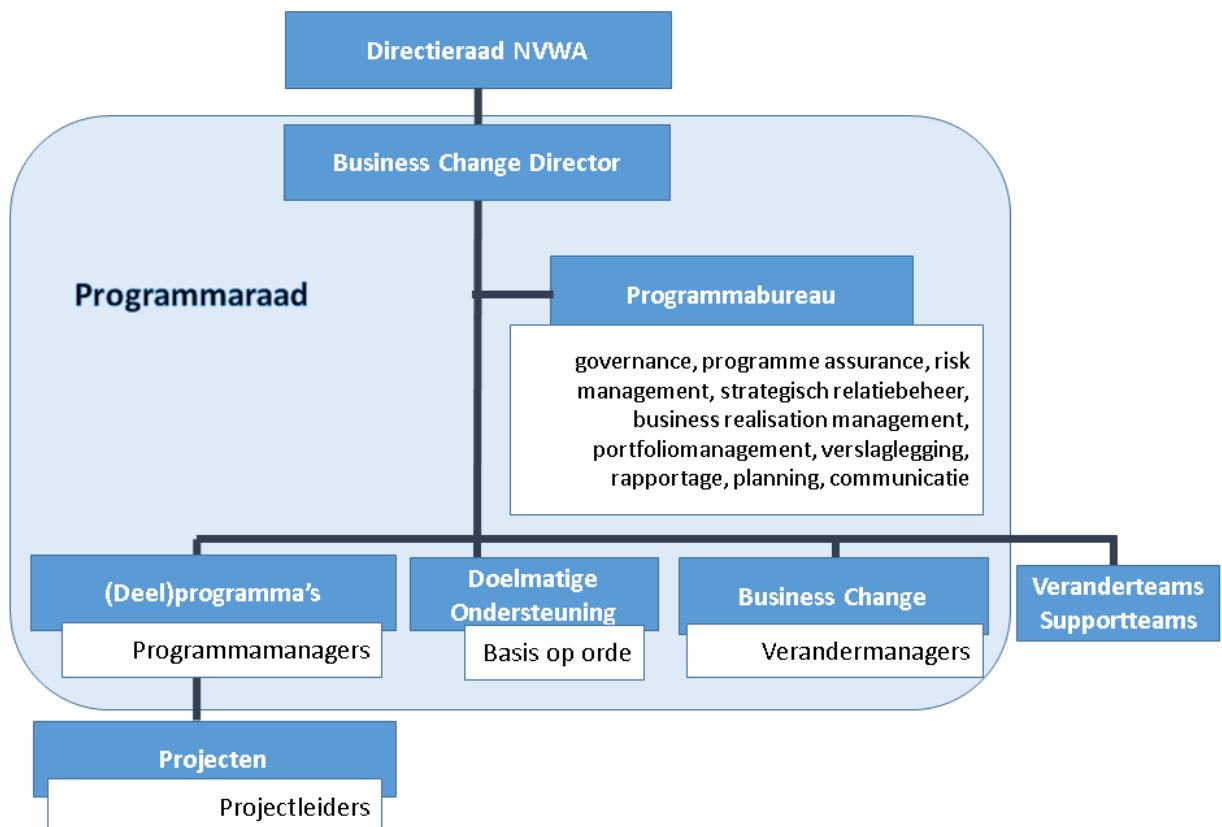 Directieraad NVWA
Business Change Director
Programmaraad
Programmabureau
governance, programme assurance, risk
management, strategisch relatiebeheer,
business realisation management,
portfoliomanagement, verslaglegging,
rapportage, planning, communicatie
(Deel)programma's
Programmamanagers
Doelmatige
Ondersteuning
Basis op orde
Business Change
Verandermanagers
Veranderteams
Supportteams
Projecten
Projectleiders